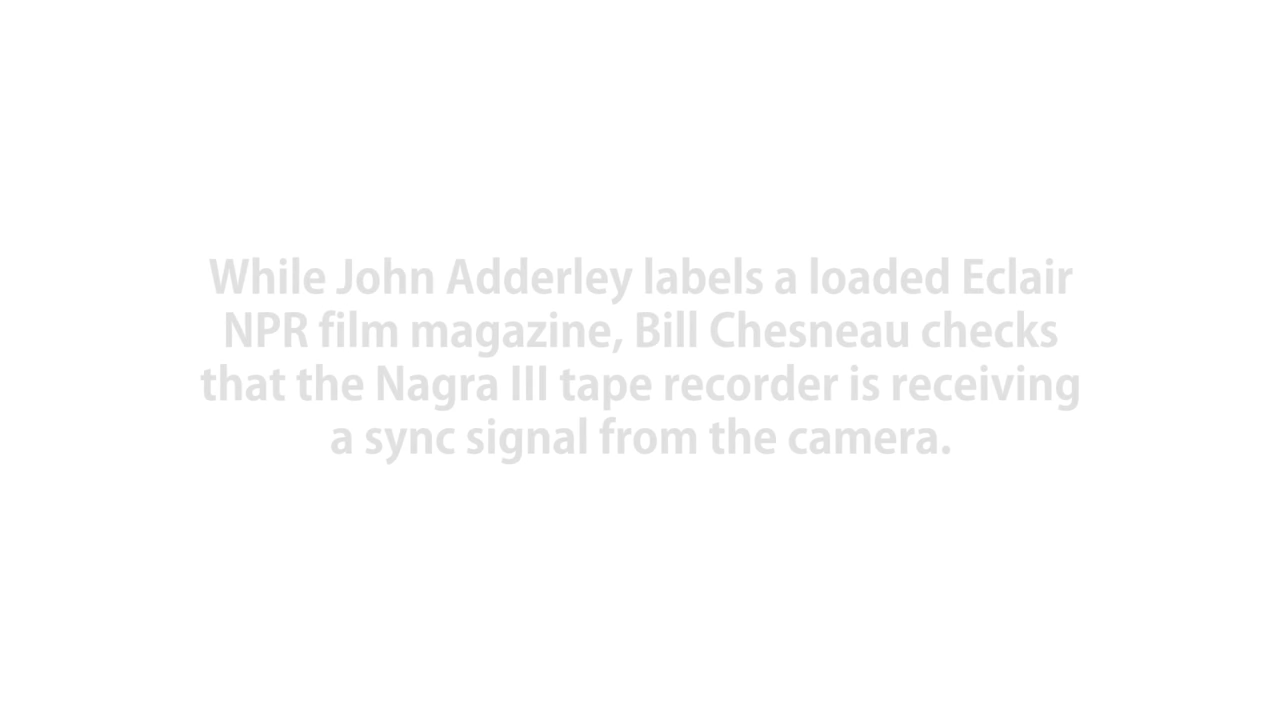 While John Adderley labels a loaded Eclair
NPR film magazine, Bill Chesneau checks
that the Nagra III tape recorder is receiving
a sync signal from the camera.